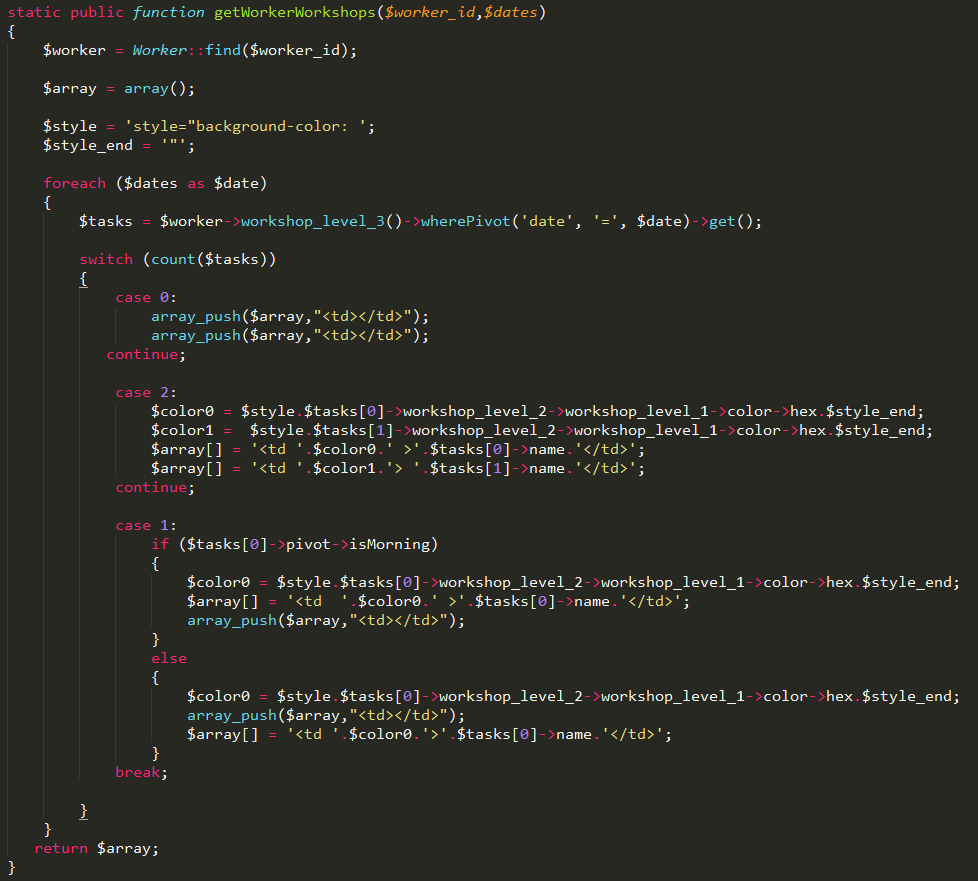 static public function getWorkerWorkshops($worker_id,$dates)
{
    $worker = Worker::find($worker_id);

    $array = array();

    $style = 'style="background-color: ';
    $style_end = '"';

    foreach ($dates as $date)
    {
        $tasks = $worker->workshop_level_3()->wherePivot('date', '=', $date)->get();

        switch (count($tasks))
        {
            case 0:
                array_push($array,"<td></td>");
                array_push($array,"<td></td>");
           continue;

            case 2:
                $color0 = $style.$tasks[0]->workshop_level_2->workshop_level_1->color->hex.$style_end;
                $color1 =  $style.$tasks[1]->workshop_level_2->workshop_level_1->color->hex.$style_end;
                $array[] = '<td '.$color0.' >'.$tasks[0]->name.'</td>';
                $array[] = '<td '.$color1.'> '.$tasks[1]->name.'</td>';
            continue;

            case 1:
                if ($tasks[0]->pivot->isMorning)
                {
                    $color0 = $style.$tasks[0]->workshop_level_2->workshop_level_1->color->hex.$style_end;
                    $array[] = '<td  '.$color0.' >'.$tasks[0]->name.'</td>';
                    array_push($array,"<td></td>");
                }
                else
                {
                    $color0 = $style.$tasks[0]->workshop_level_2->workshop_level_1->color->hex.$style_end;
                    array_push($array,"<td></td>");
                    $array[] = '<td '.$color0.'>'.$tasks[0]->name.'</td>';
                }
            break;

        }
    }
   return $array;
}